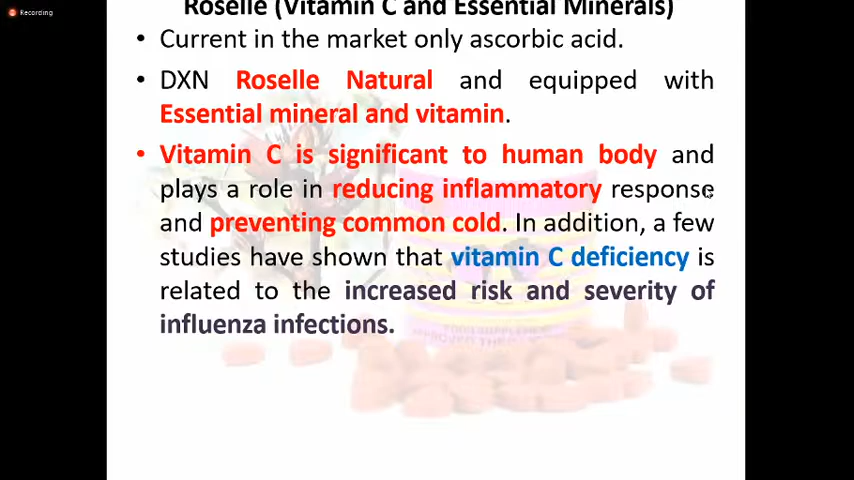 Recording
Roselle (Vitamin C and Essential Minerals)
• Current in the market only ascorbic acid.
• DXN Roselle Natural and equipped with
Essential mineral and vitamin.
• Vitamin C is significant to human body and
plays a role in reducing inflammatory response
and preventing common cold. In addition, a few
studies have shown that vitamin C deficiency is
related to the increased risk and severity of
influenza infections.